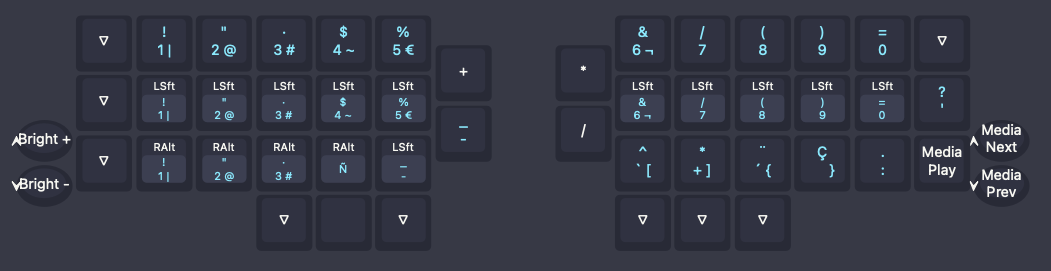 ▽ ! " · $ % & / ( ) = ▽
1 | 2 @ 3 # 4 ~ 5 € 6 ¬ 7 8 9 0
+ *
LSft LSft LSft LSft LSft LSft LSft LSft LSft LSft
▽ ! " · $ % & / ( ) = ?
1 | 2 @ 3 # 4 ~ 5 € 6 ¬ 7 8 9 0 '
_ /
-
Bright + Media Next
RAlt RAlt RAlt RAlt LSft ^ * ¨ Ç . Media
▽ ! " · Ñ _ ` [ + ] ´ { } : Play
1 | 2 @ 3 # -
Bright - Media Prev
▽ ▽ ▽ ▽ ▽